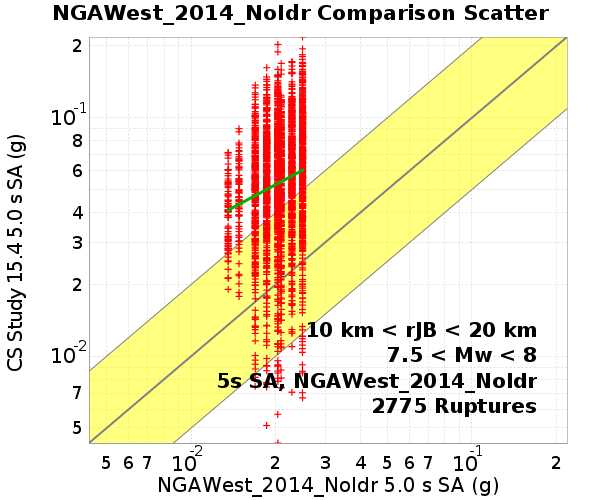 NGAWest_2014_NoIdr Comparison Scatter
CS Study 15.4 5.0 s SA (g)
2
10-1
8
6
4
3
2
10-2
7
5
10 km < rJB < 20 km
7.5 < Mw < 8
5s SA, NGAWest_2014_NoIdr
2775 Ruptures
5 6 7 10-2 2 3 4 5 6 7 8 10-1 2
NGAWest_2014_NoIdr 5.0 s SA (g)